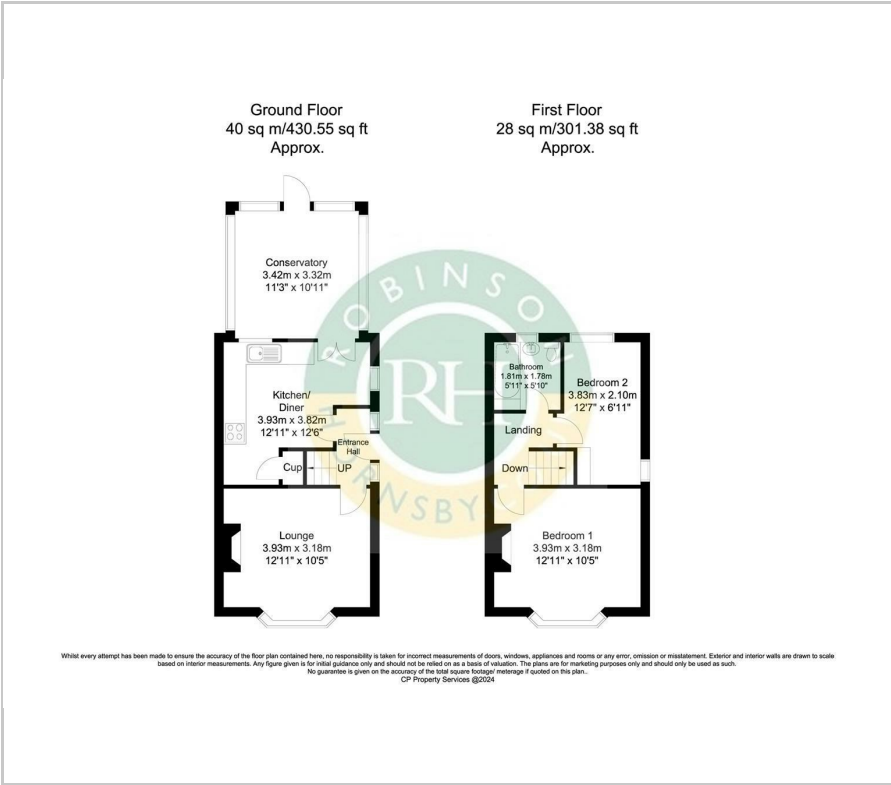 Ground Floor
40 sq m/430.55 sq ft
Approx.
First Floor
28 sq m/301.38 sq ft
Approx.
Conservatory
3.42m x 3.32m
11'3" x 10'11"
ROBINSON
RH
HORNSBY.CO
Kitchen/
Diner
3.93m x 3.82m
12'11" x 12'6"
Entrance
Hall
Cup
UP
Lounge
3.93m x 3.18m
12'11" x 10'5"
Bathroom
1.81m x 1.78m
5'11" x 5'10"
Bedroom 2
3.83m x 2.10m
12'7" x 6'11"
Landing
Down
Bedroom 1
3.93m x 3.18m
12'11" x 10'5"
Whilst every attempt has been made to ensure the accuracy of the floor plan contained here, no responsibility is taken for incorrect measurements of doors, windows, appliances and rooms or any error, omission or misstatement. Exterior and interior walls are drawn to scale
based on interior measurements. Any figure given is for initial guidance only and should not be relied on as a basis of valuation. The plans are for marketing purposes only and should only be used as such.
No guarantee is given on the accuracy of the total square footage/ meterage if quoted on this plan..
CP Property Services @2024